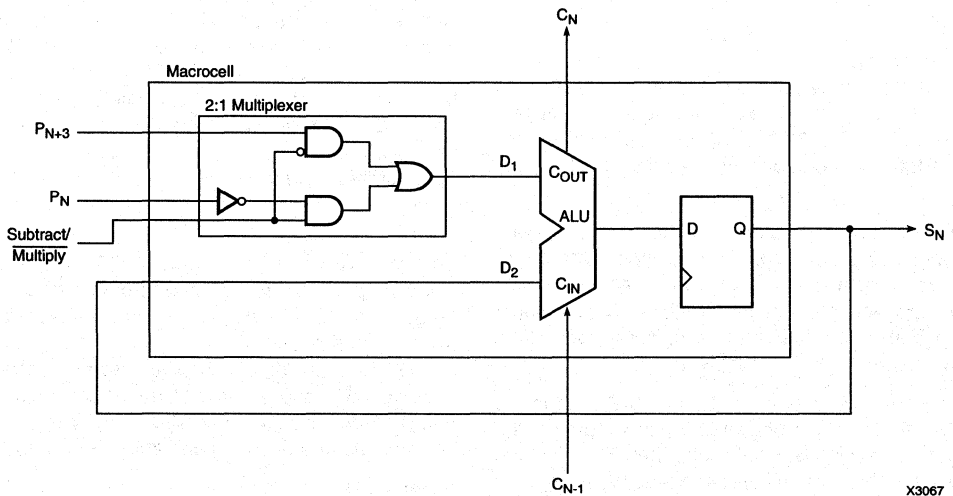 C_N
Macrocell
2:1 Multiplexer
P_N+3
D_1
C_OUT
P_N
ALU
D
Q
S_N
Subtract/
Multiply
D_2
C_IN
C_N-1
X3067